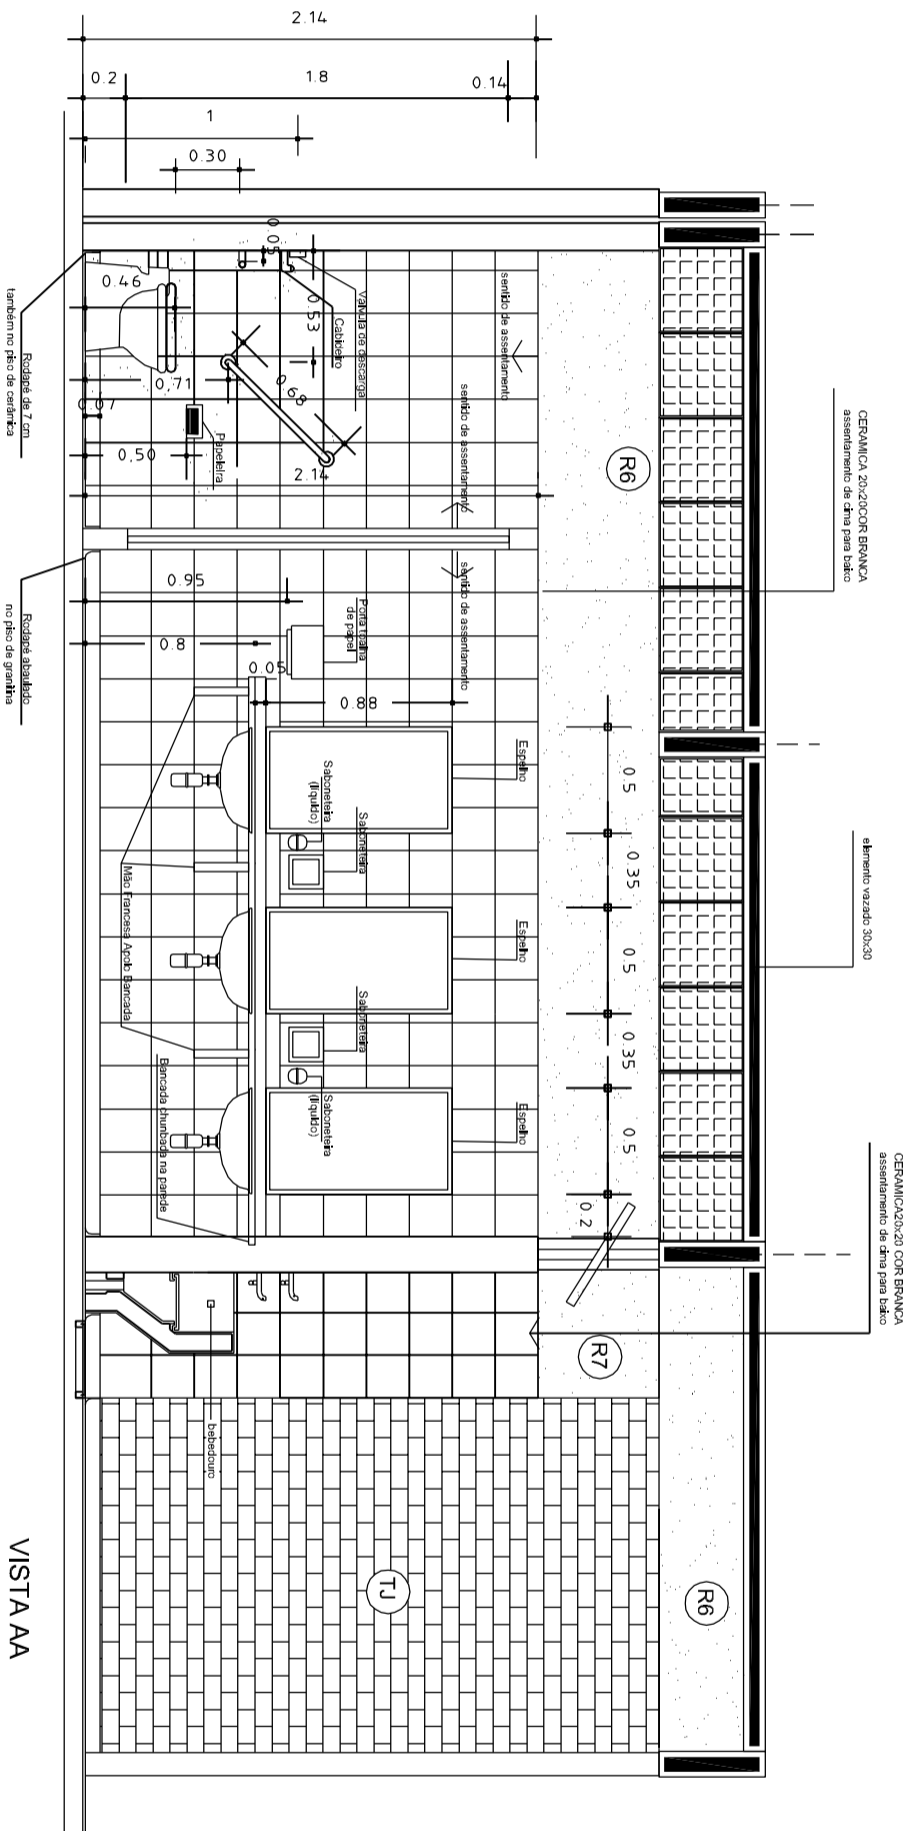 CERAMICA 20x20COR BRANCA
assentamento de cima para baixo
elemento vazado 30x30
CERAMICA20x20 COR BRANCA
assentamento de cima para baixo
2.14
0.2
1.8
0.14
1
0.30
0.05
0.53
0.46
0,71
0.07
0,50
0.68
2.14
Valvula de descarga
Cabideiro
Papeleira
sentido de assentamento
sentido de assentamento
sentido de assentamento
R6
0.95
0.8
0.05
0.88
Porta toalha
de papel
Espelho
Saboneteira
(líquido)
Saboneteira
Espelho
Saboneteira
Saboneteira
(líquido)
Espelho
0.5
0.35
0.5
0.35
0.5
0.2
Mão Francesa Apoio Bancada
Bancada chumbada na parede
R7
bebedouro
TJ
R6
Rodapé de 7 cm
também no piso de cerâmica
Rodapé abaulado
no piso de granitina
VISTA AA